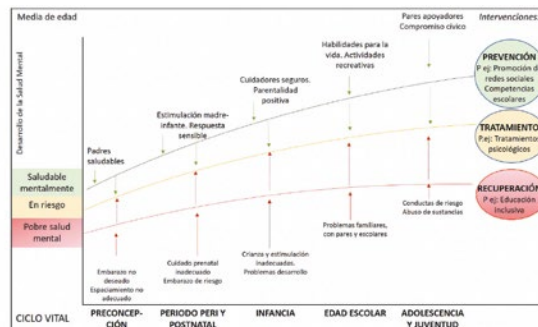 Media de edad
Pares apoyadores
Compromiso cívico
Intervenciones
Habilidades para la
vida. Actividades
recreativas
Cuidadores seguros.
Parentalidad
positiva
Estimulación madre-
infante. Respuesta
sensible
Padres
saludables
Desarrollo de la Salud Mental
PREVENCIÓN
P ej: Promoción de
redes sociales
Competencias
escolares
TRATAMIENTO
P.ej: Tratamientos
psicológicos
RECUPERACIÓN
P ej: Educación
inclusiva
Saludable
mentalmente
En riesgo
Pobre salud
mental
Embarazo no
deseado
Espaciamiento no
adecuado
Cuidado prenatal
inadecuado
Embarazo de riesgo
Crianza y estimulación
inadecuadas.
Problemas desarrollo
Problemas familiares,
con pares y escolares
Conductas de riesgo
Abuso de sustancias
CICLO VITAL
PRECONCEP-
CIÓN
PERIODO PERI Y
POSTNATAL
INFANCIA
EDAD ESCOLAR
ADOLESCENCIA
Y JUVENTUD